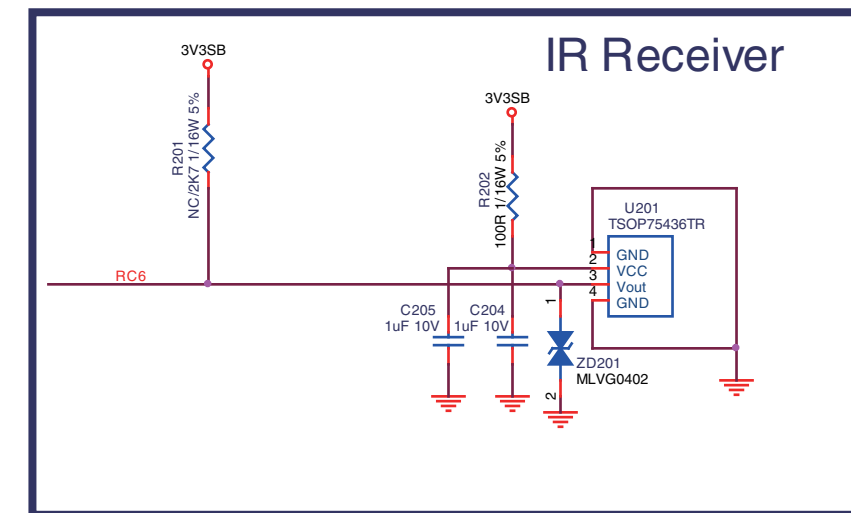 IR Receiver
3V3SB
R201
NC/2K7 1/16W 5%
3V3SB
R202
100R 1/16W 5%
U201
TSOP75436TR
1
GND
2
VCC
3
Vout
4
GND
RC6
C205
1uF 10V
C204
1uF 10V
1
ZD201
MLVG0402
2